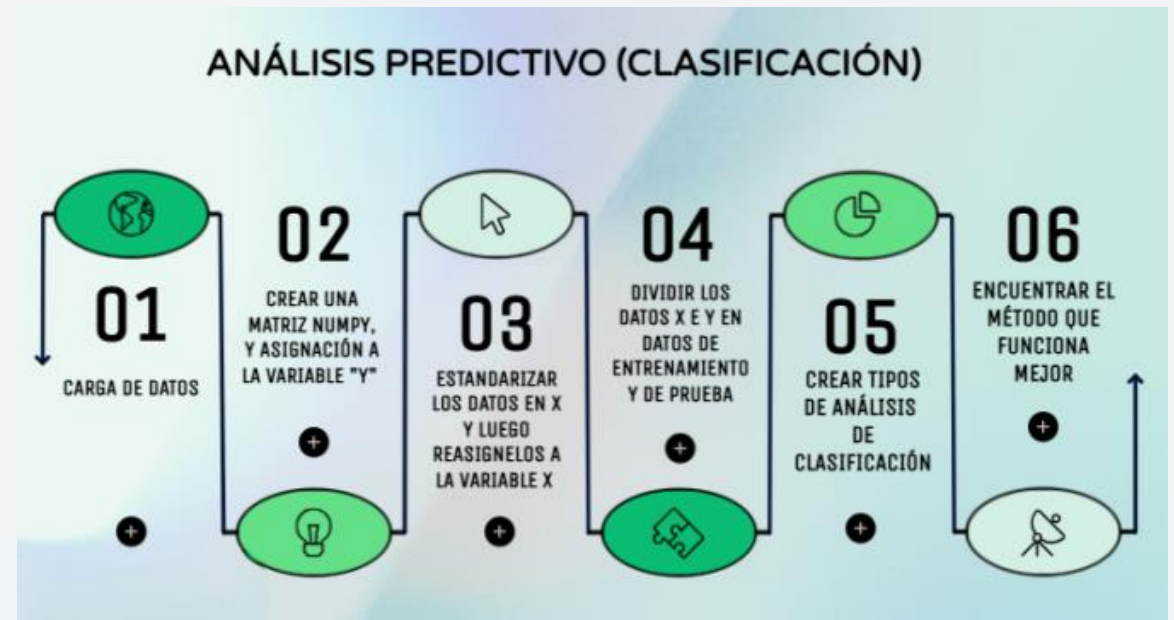 ANÁLISIS PREDICTIVO (CLASIFICACIÓN)
01
CARGA DE DATOS
02
CREAR UNA
MATRIZ NUMPY,
Y ASIGNACIÓN A
LA VARIABLE "Y"
03
ESTANDARIZAR
LOS DATOS EN X
Y LUEGO
REASIGNELOS A
LA VARIABLE X
04
DIVIDIR LOS
DATOS X E Y EN
DATOS DE
ENTRENAMIENTO
Y DE PRUEBA
05
CREAR TIPOS
DE ANÁLISIS
DE
CLASIFICACIÓN
06
ENCUENTRAR EL
MÉTODO QUE
FUNCIONA
MEJOR